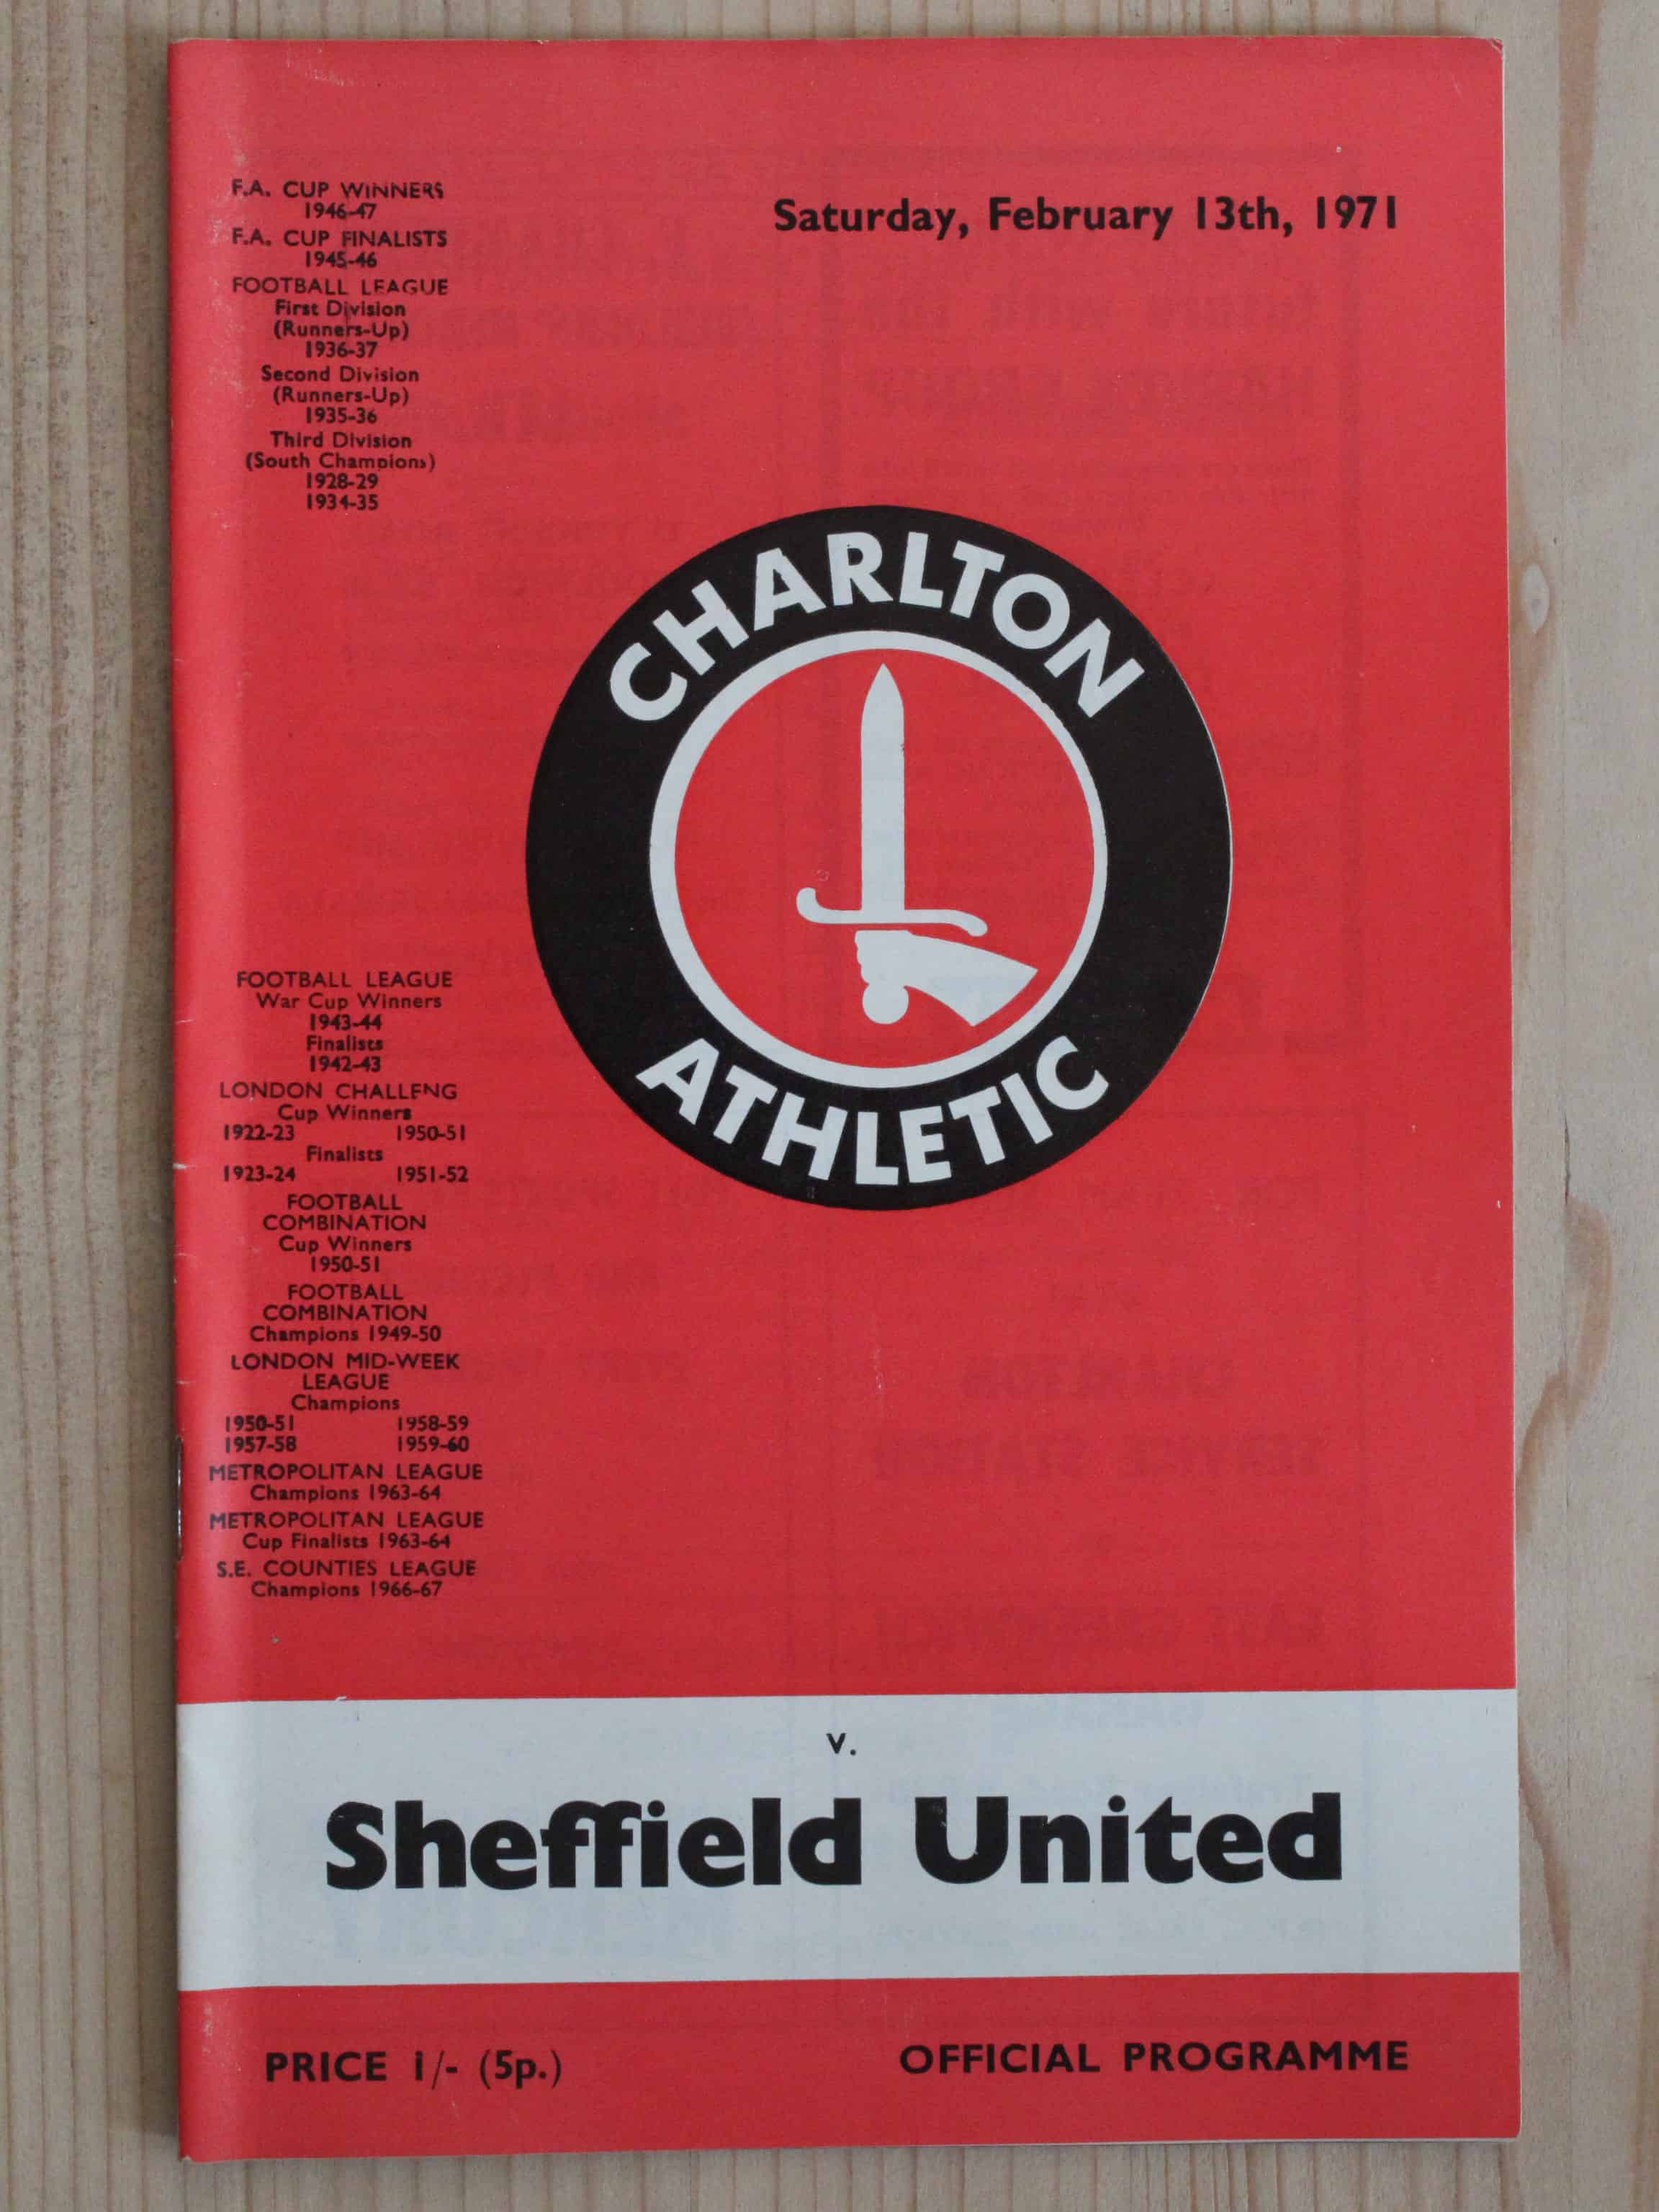 F.A. CUP WINNERS
1946-47
F.A. CUP FINALISTS
1945-46
FOOTBALL LEAGUE
First Division
(Runners-Up)
1936-37
Second Division
(Runners-Up)
1935-36
Third Division
(South Champions)
1928-29
1934-35
Saturday, February 13th, 1971
CHARLTON
ATHLETIC
FOOTBALL LEAGUE
War Cup Winners
1943-44
Finalists
1942-43
LONDON CHALLENG
Cup Winners
1922-23 1950-51
Finalists
1923-24 1951-52
FOOTBALL
COMBINATION
Cup Winners
1950-51
FOOTBALL
COMBINATION
Champions 1949-50
LONDON MID-WEEK
LEAGUE
Champions
1950-51 1958-59
1957-58 1959-60
METROPOLITAN LEAGUE
Champions 1963-64
METROPOLITAN LEAGUE
Cup Finalists 1963-64
S.E. COUNTIES LEAGUE
Champions 1966-67
v.
Sheffield United
PRICE 1/- (5p.)
OFFICIAL PROGRAMME